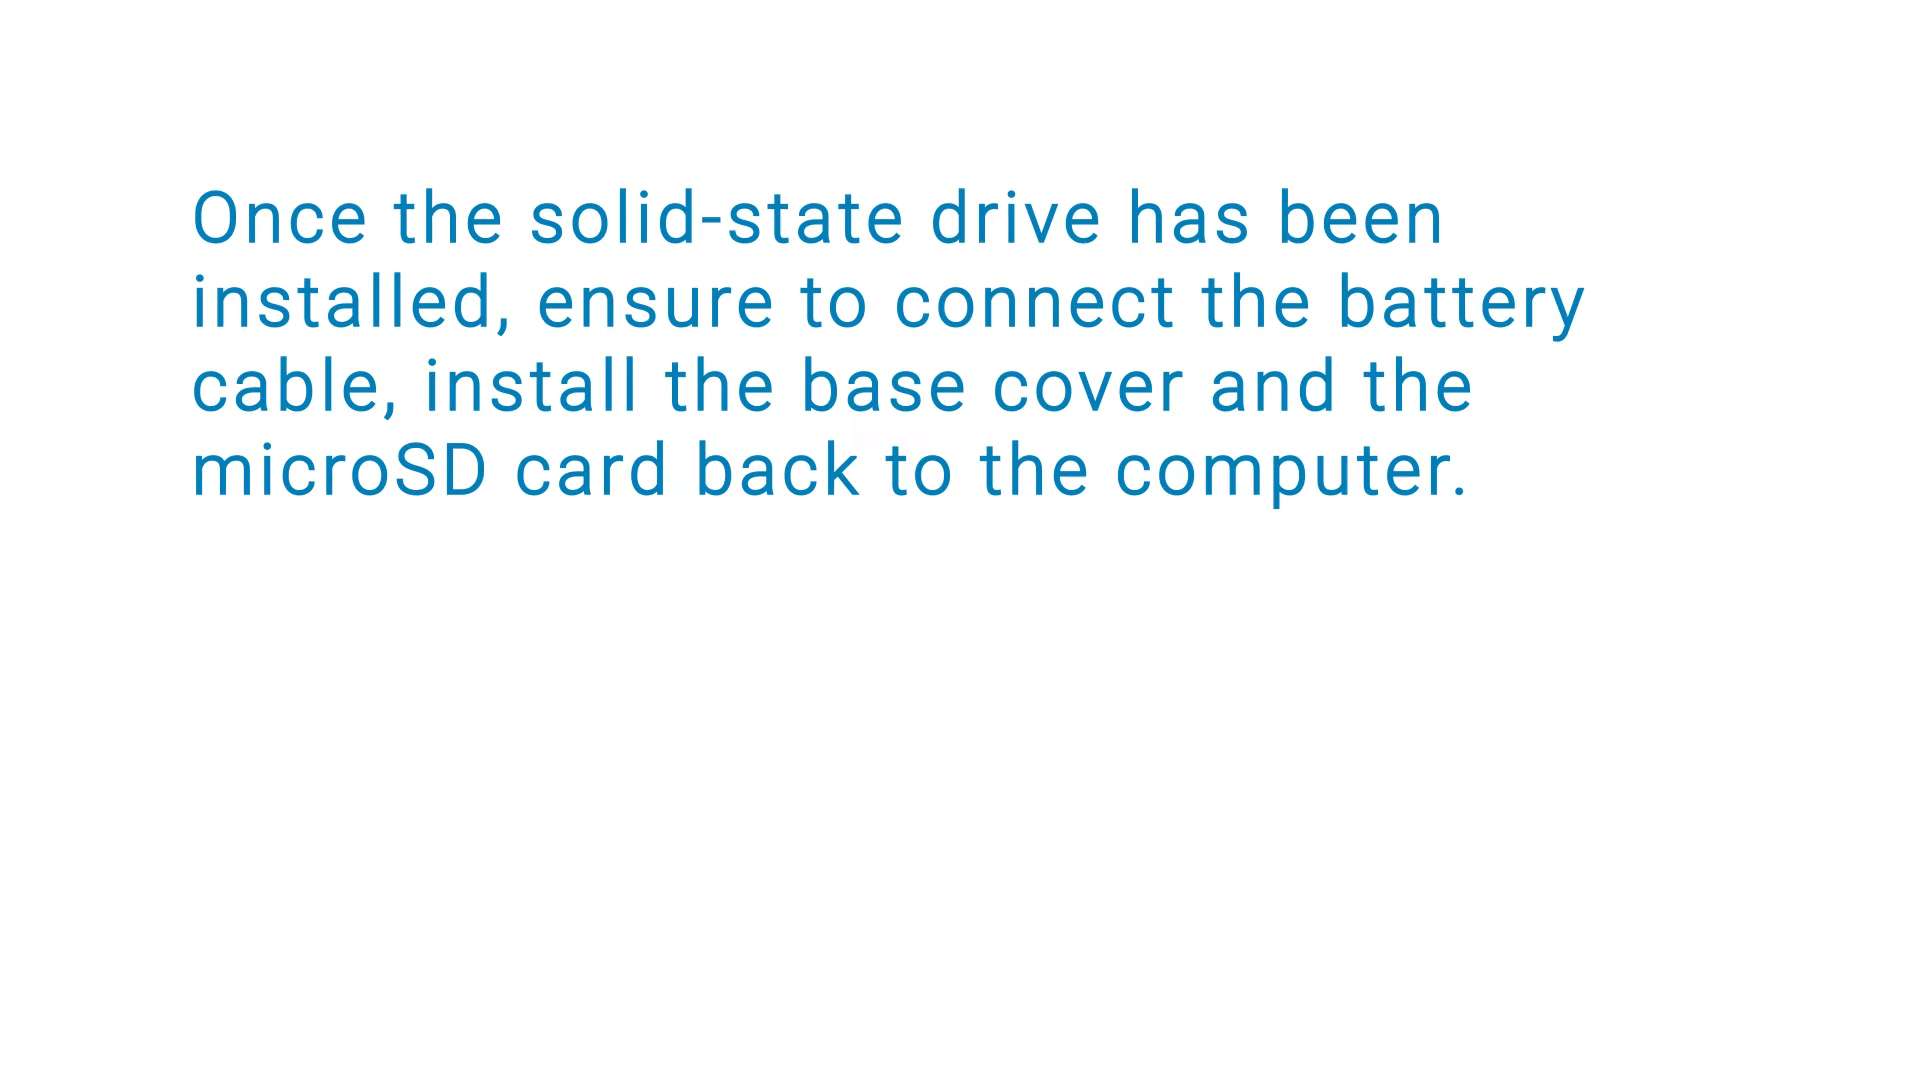 Once the solid-state drive has been
installed, ensure to connect the battery
cable, install the base cover and the
microSD card back to the computer.